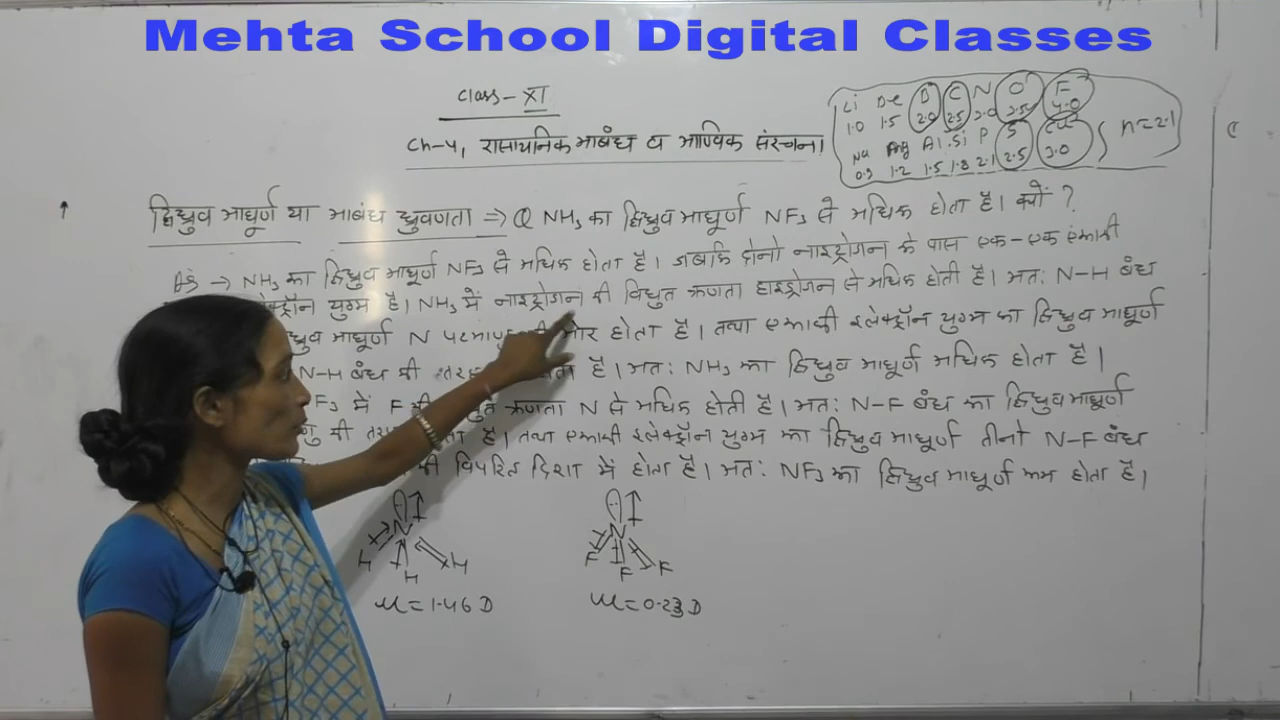 Mehta School Digital Classes
Class - XI
Ch-4, रासायनिक आबंध व आण्विक संरचना।
Li Be B C N O F
1.0 1.5 2.0 2.5 3.0 3.5 4.0
Na Mg Al Si P S Cl
0.9 1.2 1.5 1.8 2.1 2.5 3.0
H=2.1
द्विध्रुव आघूर्ण या आबंध ध्रुवणता ⇒ Q NH3 का द्विध्रुव आघूर्ण NF3 से अधिक होता है। क्यों ?
Ans → NH3 का द्विध्रुव आघूर्ण NF3 से अधिक होता है। जबकि दोनो नाइट्रोजन के पास एक-एक एकाकी
इलेक्ट्रॉन युग्म है। NH3 में नाइट्रोजन की विधुत ऋणता हाइड्रोजन से अधिक होती है। अतः N-H बंध
आघूर्ण N की ओर होता है। तथा एकाकी इलेक्ट्रॉन युग्म का द्विध्रुव आघूर्ण
N-H बंध की है। अतः NH3 का द्विध्रुव आघूर्ण अधिक होता है।
में F की ऋणता N से अधिक होती है। अतः N-F बंध का द्विध्रुव आघूर्ण
की है। तथा एकाकी इलेक्ट्रॉन युग्म का द्विध्रुव आघूर्ण तीनो N-F बंध
की विपरित दिशा में होता है। अतः NF3 का द्विध्रुव आघूर्ण कम होता है।
N N
H H H F F F
μ=1.46 D μ=0.23 D